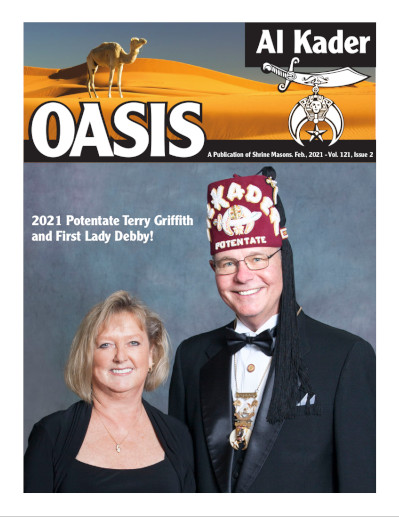 Al Kader
OASIS
A Publication of Shrine Masons. Feb., 2021 - Vol. 121, Issue 2
2021 Potentate Terry Griffith
and First Lady Debby!
KADE
POTENTATE